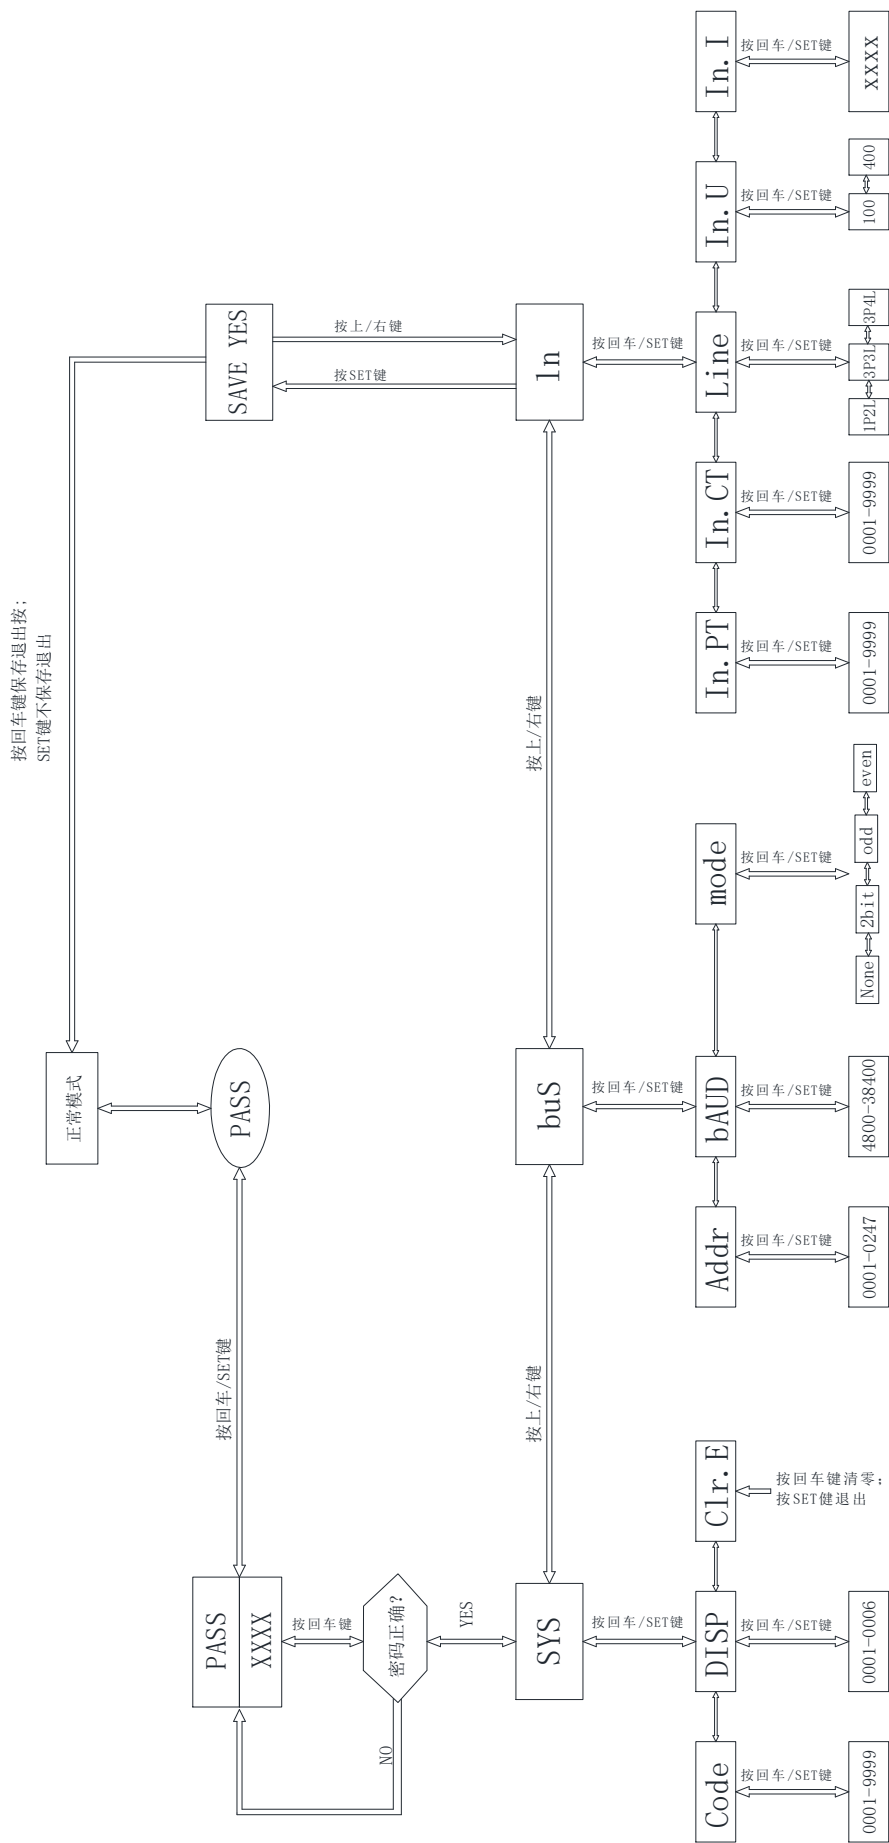 按回车键保存退出按;
SET键不保存退出
正常模式
PASS
XXXX
按回车/SET键
PASS
SAVE YES
按回车键
按SET键
按上/右键
NO
密码正确?
YES
SYS
按上/右键
buS
按上/右键
ln
按回车/SET键
按回车/SET键
按回车/SET键
Code
DISP
Clr.E
Addr
bAUD
mode
In.PT
In.CT
Line
In.U
In.I
按回车/SET键
按回车/SET键
按回车键清零;
按SET健退出
按回车/SET键
按回车/SET键
按回车/SET键
按回车/SET键
按回车/SET键
按回车/SET键
按回车/SET键
按回车/SET键
0001-9999
0001-0006
0001-0247
4800-38400
None
2bit
odd
even
0001-9999
0001-9999
1P2L
3P3L
3P4L
100
400
XXXX